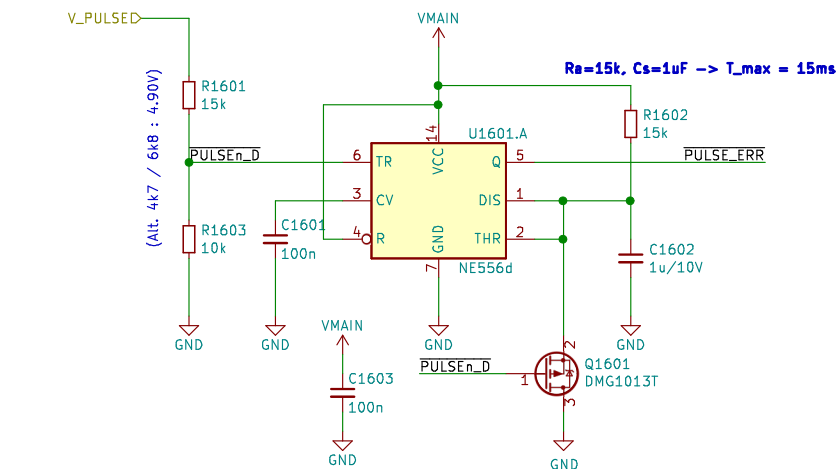 V_PULSE
VMAIN
Ra=15k, Cs=1uF -> T_max = 15ms
R1601
15k
R1602
15k
(Alt. 4k7 / 6k8 : 4.90V)
PULSEn_D
U1601.A
14
VCC
6
TR
Q
5
PULSE_ERR
3
CV
DIS
1
R1603
10k
C1601
100n
4
R
THR
2
GND
7
NE556d
C1602
1u/10V
GND
GND
GND
GND
VMAIN
C1603
100n
GND
PULSEn_D
1
2
3
Q1601
DMG1013T
GND